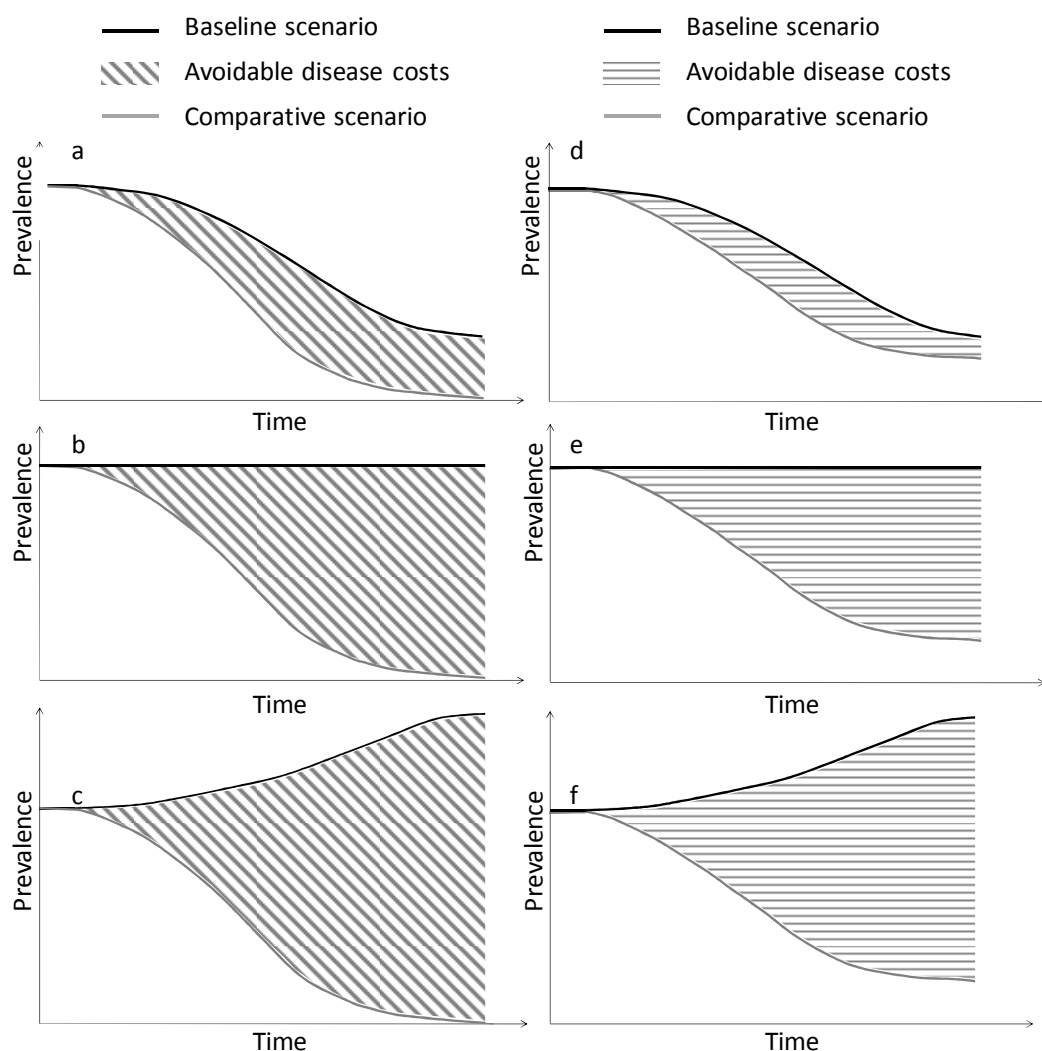 Baseline scenario
Avoidable disease costs
Comparative scenario
Baseline scenario
Avoidable disease costs
Comparative scenario
a
Prevalence
Time
d
Prevalence
Time
b
Prevalence
Time
e
Prevalence
Time
c
Prevalence
Time
f
Prevalence
Time